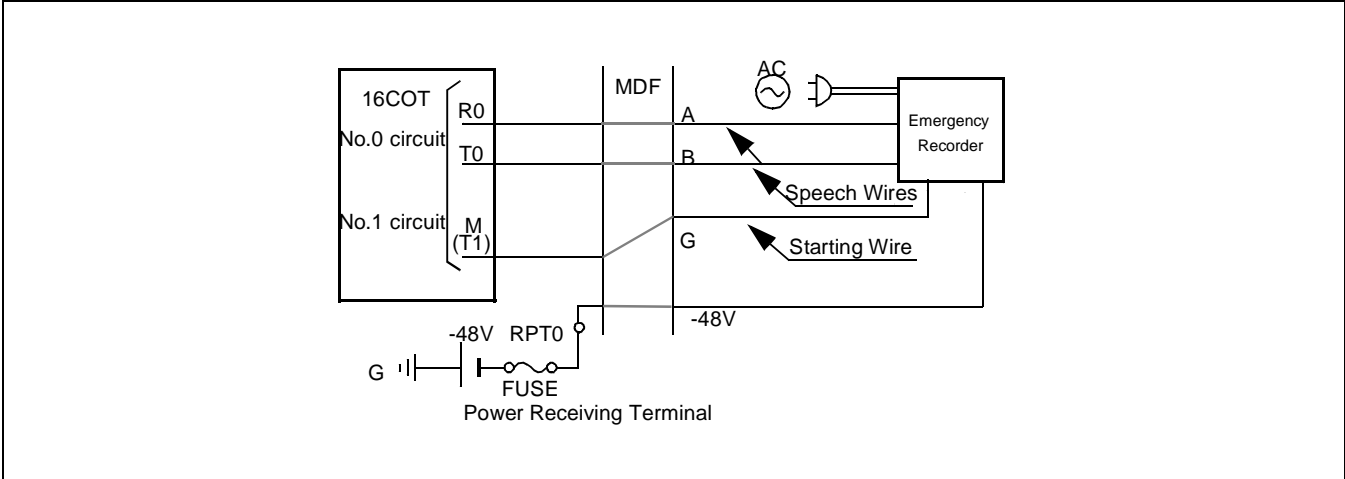 AC
MDF
16COT
R0
A
Emergency
Recorder
No.0 circuit
T0
B
Speech Wires
No.1 circuit
M
(T1)
G
Starting Wire
-48V
-48V
RPT0
G
FUSE
Power Receiving Terminal